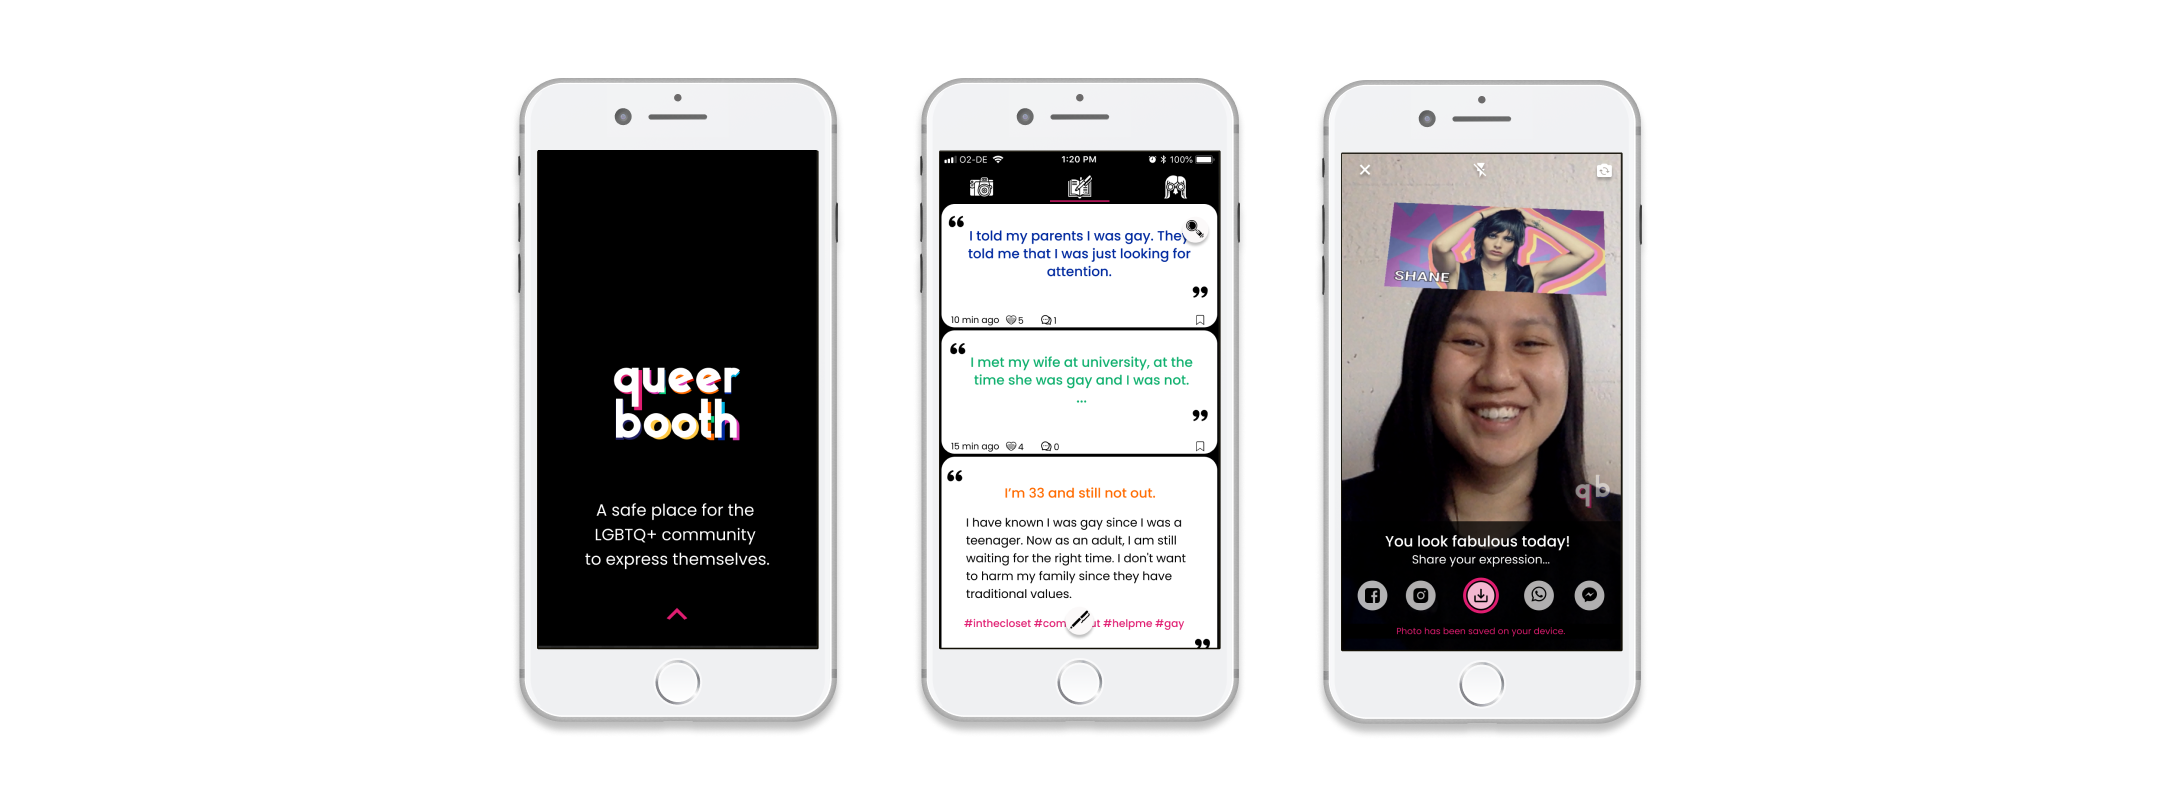 queer
booth
A safe place for the
LGBTQ+ community
to express themselves.
O2-DE
1:20 PM
100%
I told my parents I was gay. They
told me that I was just looking for
attention.
10 min ago 5 1
I met my wife at university, at the
time she was gay and I was not.
...
15 min ago 4 0
I'm 33 and still not out.
I have known I was gay since I was a
teenager. Now as an adult, I am still
waiting for the right time. I don't want
to harm my family since they have
traditional values.
#inthecloset #com ut #helpme #gay
SHANE
qb
You look fabulous today!
Share your expression...
Photo has been saved on your device.